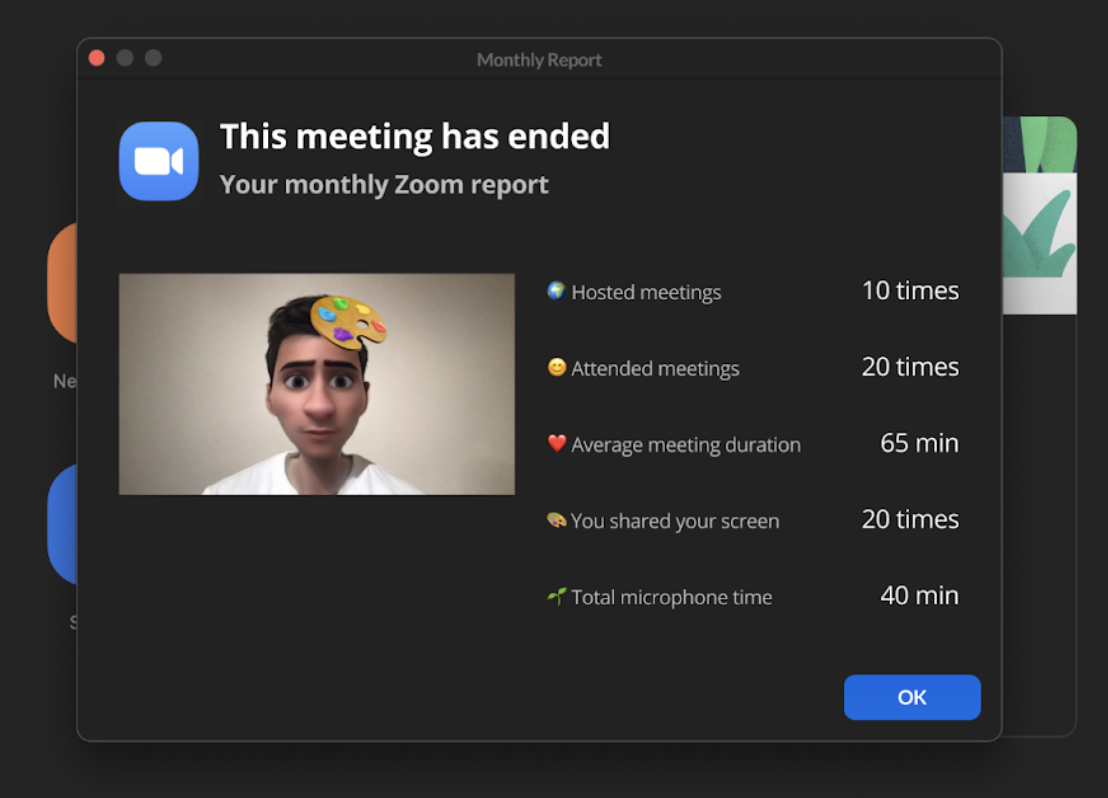 Monthly Report
This meeting has ended
Your monthly Zoom report
🌍 Hosted meetings 10 times
😊 Attended meetings 20 times
❤️ Average meeting duration 65 min
🎨 You shared your screen 20 times
🌱 Total microphone time 40 min
Ne
S
OK